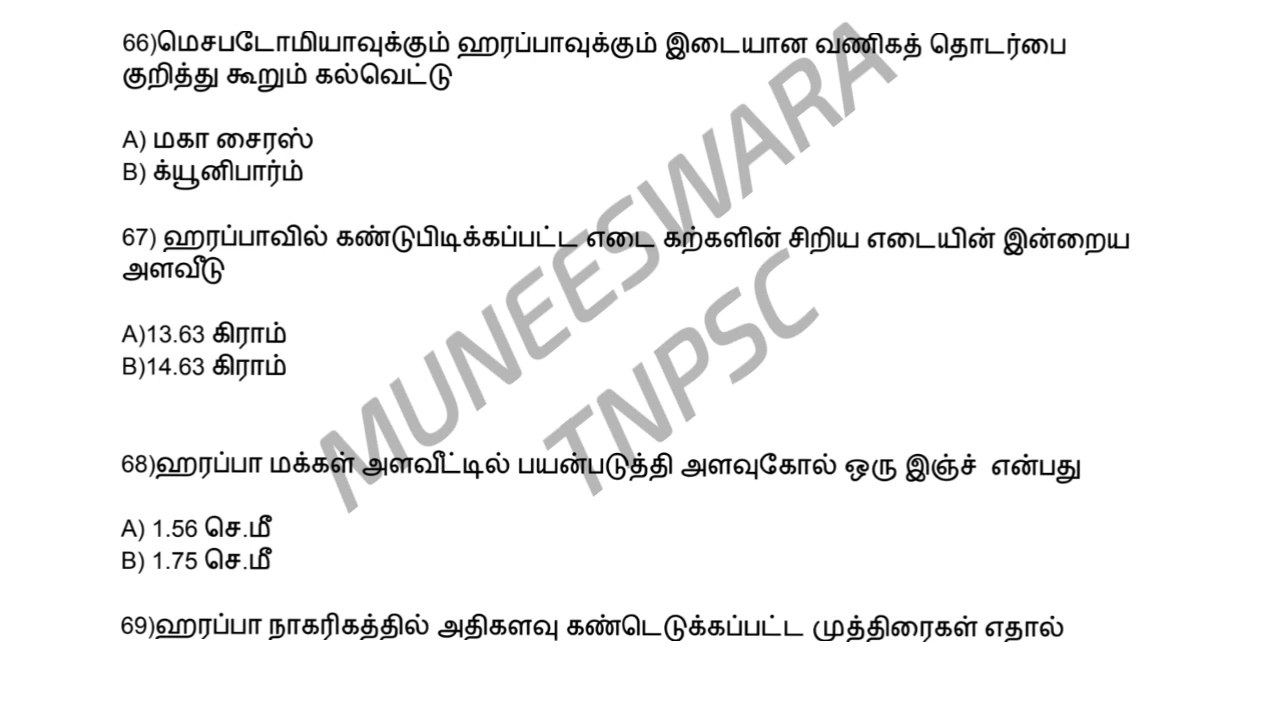 66)மெசபடோமியாவுக்கும் ஹரப்பாவுக்கும் இடையான வணிகத் தொடர்பை
குறித்து கூறும் கல்வெட்டு
A) மகா சைரஸ்
B) க்யூனிபார்ம்
67) ஹரப்பாவில் கண்டுபிடிக்கப்பட்ட எடை கற்களின் சிறிய எடையின் இன்றைய
அளவீடு
A)13.63 கிராம்
B)14.63 கிராம்
68)ஹரப்பா மக்கள் அளவீட்டில் பயன்படுத்தி அளவுகோல் ஒரு இஞ்ச் என்பது
A) 1.56 செ.மீ
B) 1.75 செ.மீ
69)ஹரப்பா நாகரிகத்தில் அதிகளவு கண்டெடுக்கப்பட்ட முத்திரைகள் எதால்
MUNEESWARA
TNPSC